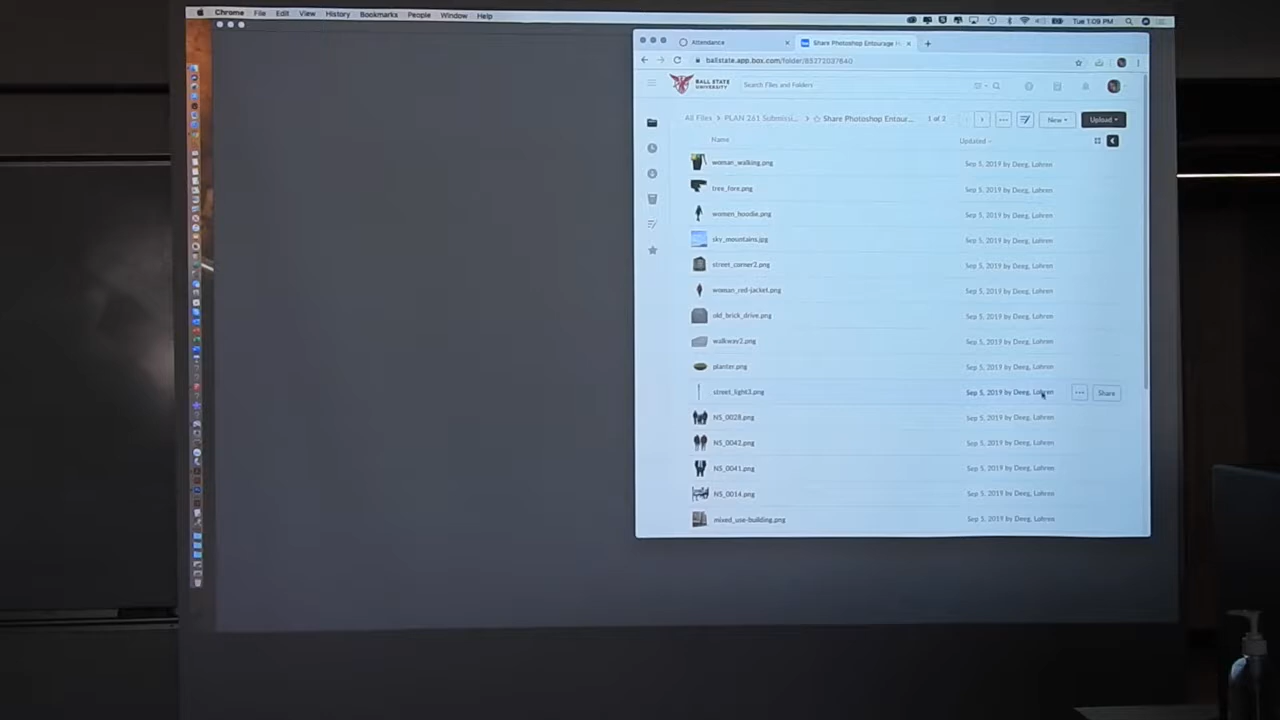 Chrome File Edit View History Bookmarks People Window Help
Tue 1:09 PM
Attendance
Share Photoshop Entourage H
ballstate.app.box.com/folder/85272037640
BALL STATE UNIVERSITY
Search Files and Folders
All Files PLAN 261 Submissi... Share Photoshop Entour... 1 of 2 New Upload
Name Updated
woman_walking.png Sep 5, 2019 by Deeg, Lohren
tree_fore.png Sep 5, 2019 by Deeg, Lohren
women_hoodie.png Sep 5, 2019 by Deeg, Lohren
sky_mountains.jpg Sep 5, 2019 by Deeg, Lohren
street_corner2.png Sep 5, 2019 by Deeg, Lohren
woman_red-jacket.png Sep 5, 2019 by Deeg, Lohren
old_brick_drive.png Sep 5, 2019 by Deeg, Lohren
walkway2.png Sep 5, 2019 by Deeg, Lohren
planter.png Sep 5, 2019 by Deeg, Lohren
street_light3.png Sep 5, 2019 by Deeg, Lohren Share
NS_0028.png Sep 5, 2019 by Deeg, Lohren
NS_0042.png Sep 5, 2019 by Deeg, Lohren
NS_0041.png Sep 5, 2019 by Deeg, Lohren
NS_0014.png Sep 5, 2019 by Deeg, Lohren
mixed_use-building.png Sep 5, 2019 by Deeg, Lohren